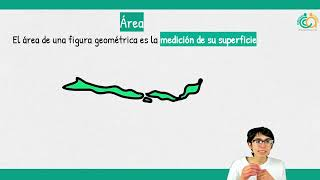 Área
El área de una figura geométrica es la medición de su superficie